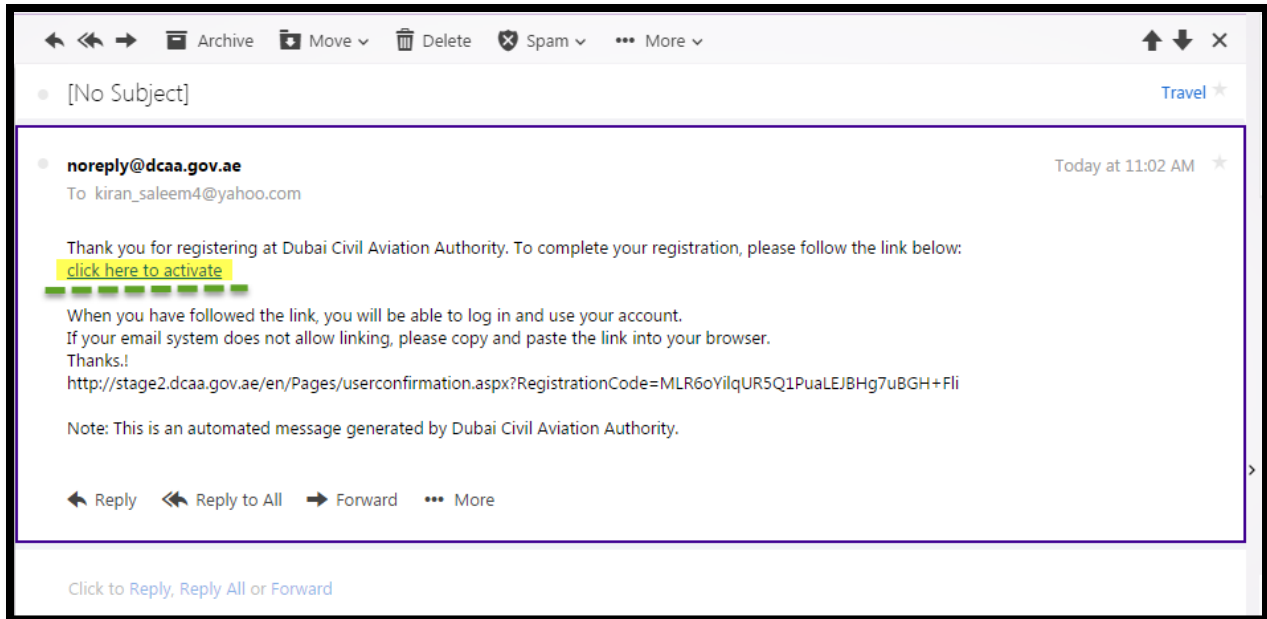 Archive Move Delete Spam More
[No Subject] Travel
noreply@dcaa.gov.ae Today at 11:02 AM
To kiran_saleem4@yahoo.com
Thank you for registering at Dubai Civil Aviation Authority. To complete your registration, please follow the link below:
click here to activate
When you have followed the link, you will be able to log in and use your account.
If your email system does not allow linking, please copy and paste the link into your browser.
Thanks.!
http://stage2.dcaa.gov.ae/en/Pages/userconfirmation.aspx?RegistrationCode=MLR6oYilqUR5Q1PuaLEJBHg7uBGH+Fli
Note: This is an automated message generated by Dubai Civil Aviation Authority.
Reply Reply to All Forward More
Click to Reply, Reply All or Forward